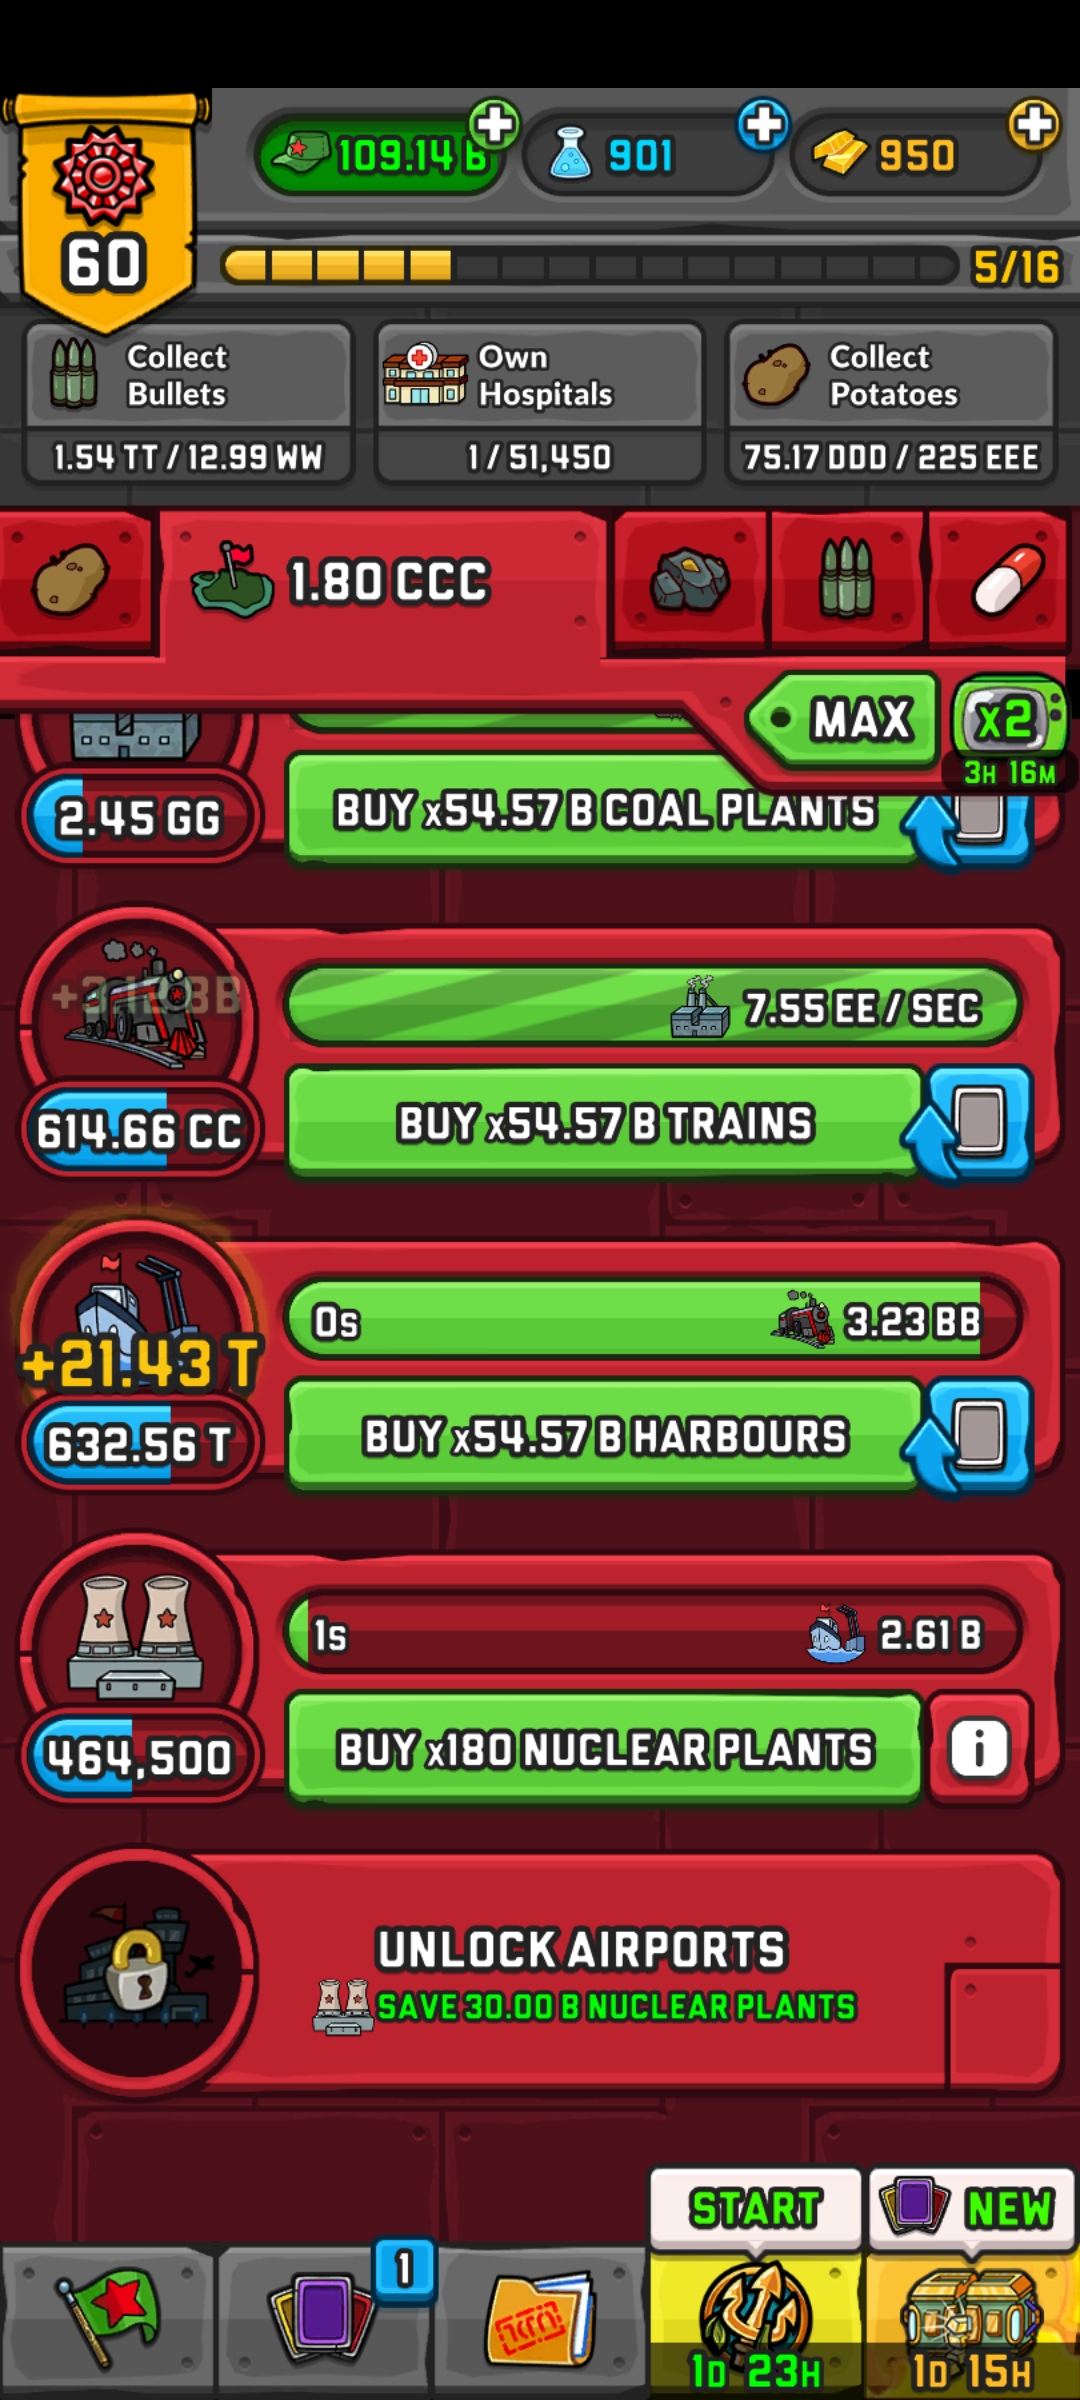 60
109.14 B
901
950
5/16
Collect
Bullets
1.54 TT / 12.99 WW
Own
Hospitals
1 / 51,450
Collect
Potatoes
75.17 DDD / 225 EEE
1.80 CCC
MAX
x2
3H 16M
2.45 GG
BUY x54.57 B COAL PLANTS
7.55 EE / SEC
614.66 CC
BUY x54.57 B TRAINS
0s
3.23 BB
+21.43 T
632.56 T
BUY x54.57 B HARBOURS
1s
2.61 B
464,500
BUY x180 NUCLEAR PLANTS
i
UNLOCK AIRPORTS
SAVE 30.00 B NUCLEAR PLANTS
START
NEW
1
1D 23H
1D 15H